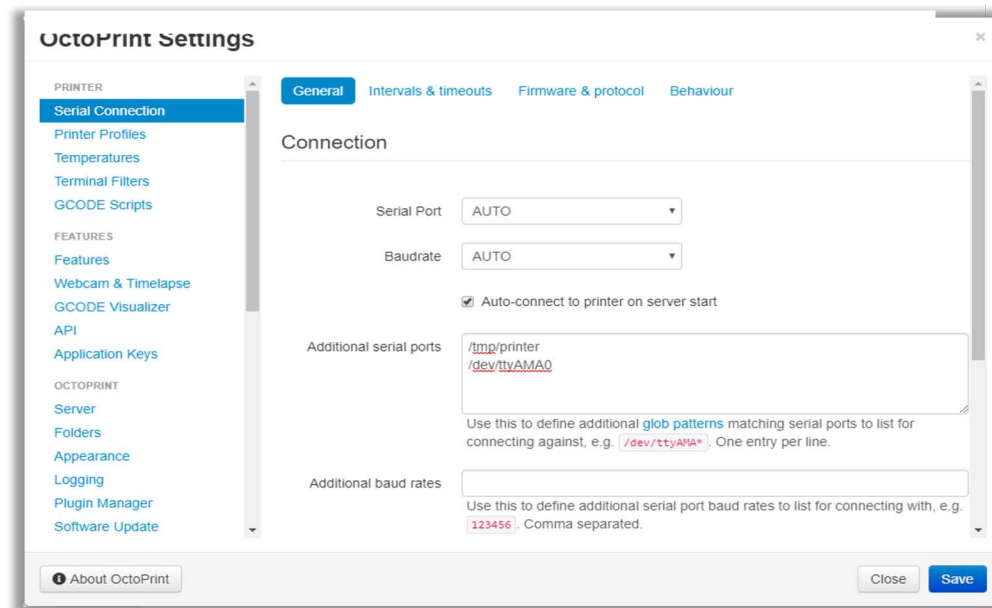 OctoPrint Settings
×
PRINTER
Serial Connection
Printer Profiles
Temperatures
Terminal Filters
GCODE Scripts
FEATURES
Features
Webcam & Timelapse
GCODE Visualizer
API
Application Keys
OCTOPRINT
Server
Folders
Appearance
Logging
Plugin Manager
Software Update
General Intervals & timeouts Firmware & protocol Behaviour
Connection
Serial Port AUTO
Baudrate AUTO
Auto-connect to printer on server start
Additional serial ports /tmp/printer
/dev/ttyAMA0
Use this to define additional glob patterns matching serial ports to list for
connecting against, e.g. /dev/ttyAMA* . One entry per line.
Additional baud rates
Use this to define additional serial port baud rates to list for connecting with, e.g.
123456 . Comma separated.
About OctoPrint
Close Save